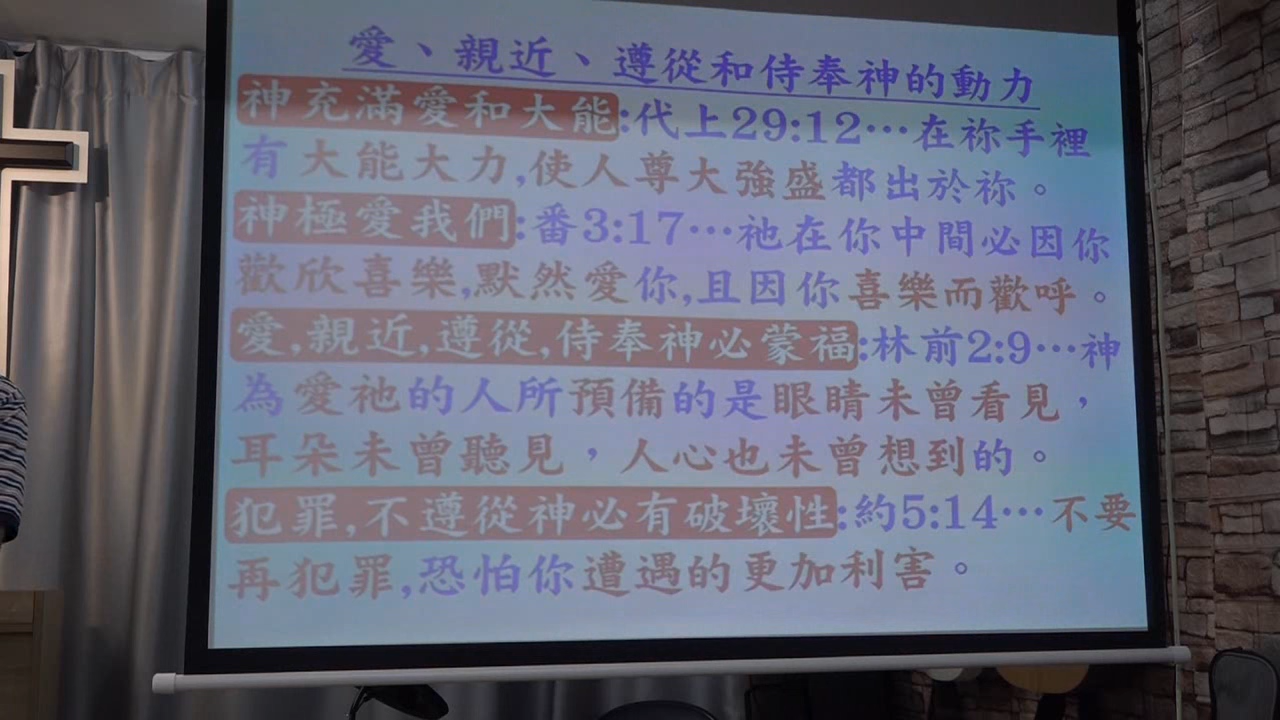 愛、親近、遵從和侍奉神的動力
神充滿愛和大能:代上29:12…在祢手裡
有大能大力,使人尊大強盛都出於祢。
神極愛我們:番3:17…祂在你中間必因你
歡欣喜樂,默然愛你,且因你喜樂而歡呼。
愛,親近,遵從,侍奉神必蒙福:林前2:9…神
為愛祂的人所預備的是眼睛未曾看見，
耳朵未曾聽見，人心也未曾想到的。
犯罪,不遵從神必有破壞性:約5:14…不要
再犯罪,恐怕你遭遇的更加利害。